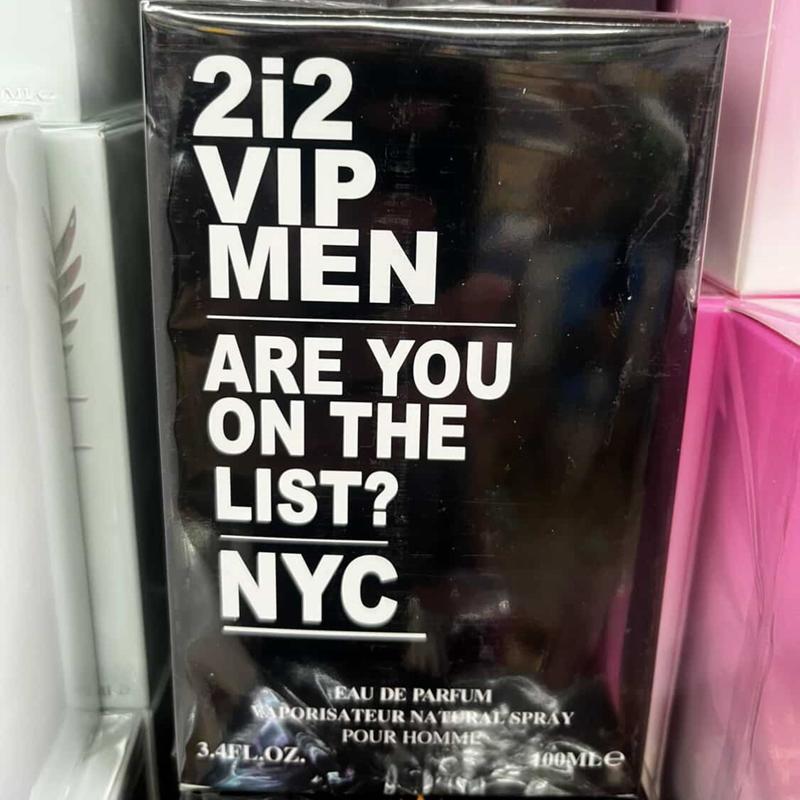 2i2
VIP
MEN
ARE YOU
ON THE
LIST?
NYC
EAU DE PARFUM
VAPORISATEUR NATURAL SPRAY
POUR HOMME
3.4FL.OZ. 100ML℮